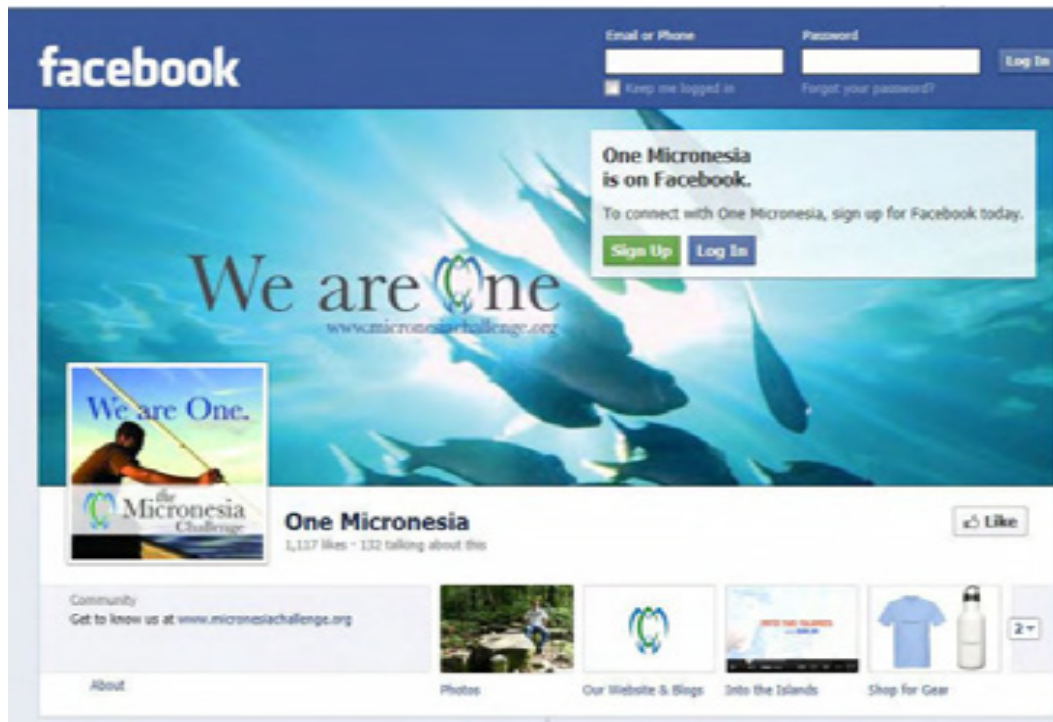 Email or Phone
Password
facebook
Log In
Keep me logged in
Forgot your password?
One Micronesia
is on Facebook.
To connect with One Micronesia, sign up for Facebook today.
Sign Up
Log In
We are One
www.micronesiachallenge.org
We are One.
the
Micronesia
Challenge
One Micronesia
1,117 likes · 132 talking about this
Like
Community
Get to know us at www.micronesiachallenge.org
INTO THE ISLANDS
2
About
Photos
Our Website & Blogs
Into the Islands
Shop for Gear